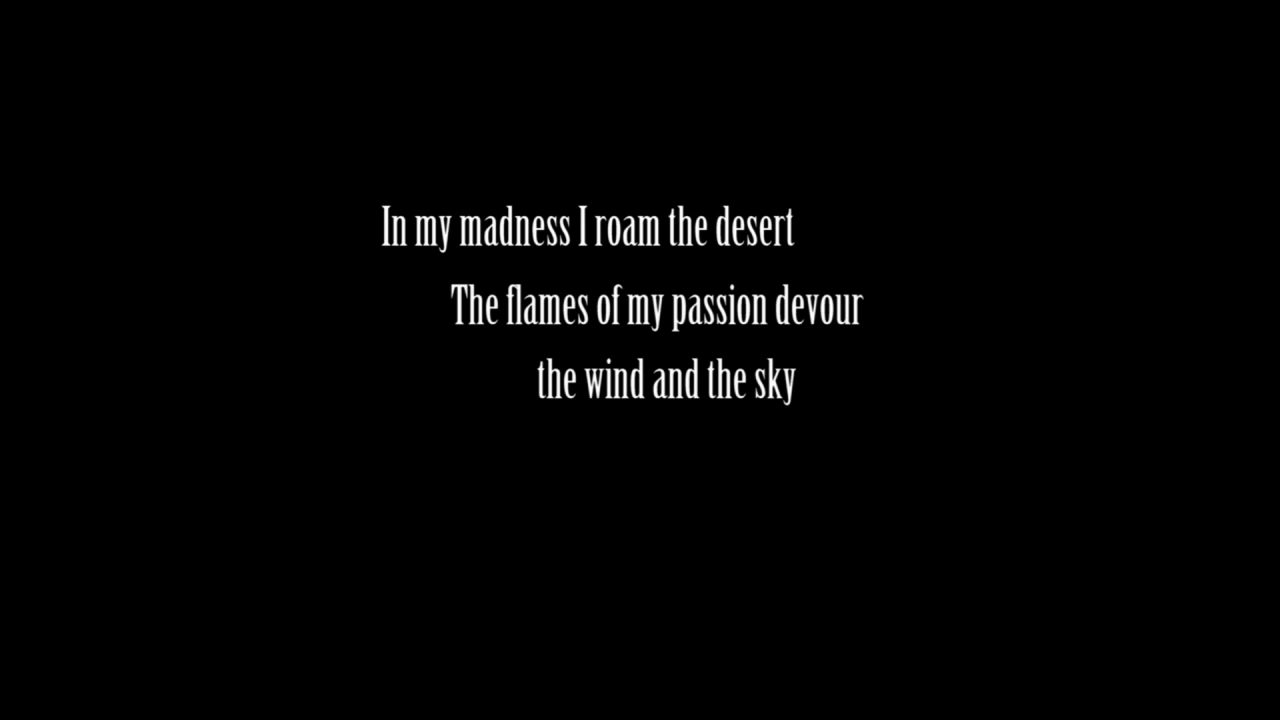 In my madness I roam the desert
The flames of my passion devour
the wind and the sky